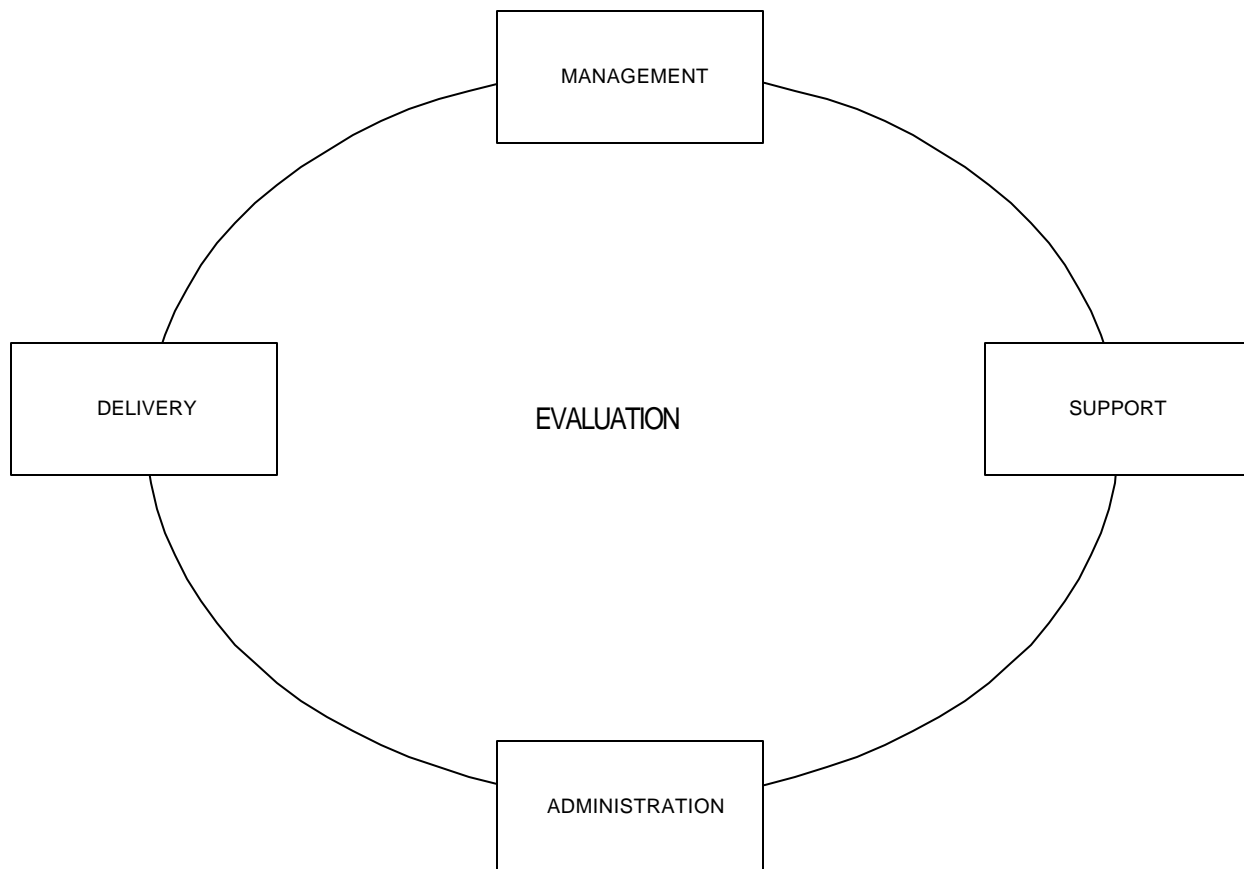 MANAGEMENT
DELIVERY
EVALUATION
SUPPORT
ADMINISTRATION